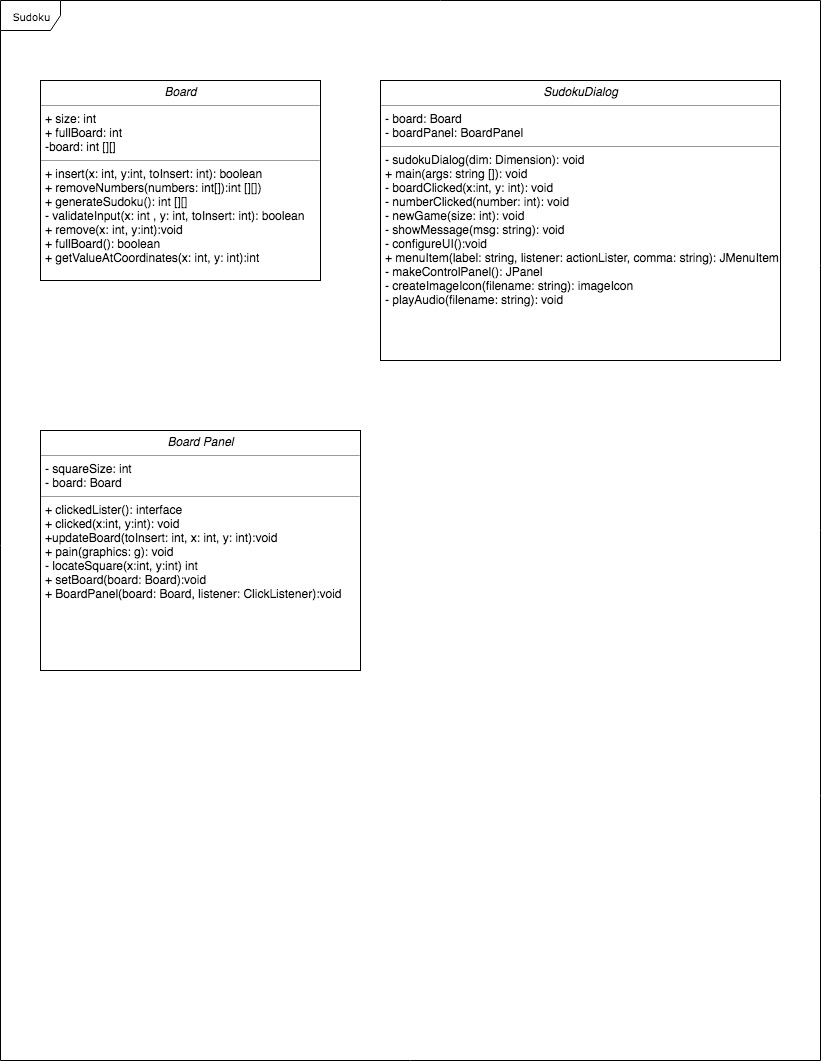 Sudoku
Board
+ size: int
+ fullBoard: int
-board: int [][]
+ insert(x: int, y:int, toInsert: int): boolean
+ removeNumbers(numbers: int[]):int [][])
+ generateSudoku(): int [][]
- validateInput(x: int , y: int, toInsert: int): boolean
+ remove(x: int, y:int):void
+ fullBoard(): boolean
+ getValueAtCoordinates(x: int, y: int):int
SudokuDialog
- board: Board
- boardPanel: BoardPanel
- sudokuDialog(dim: Dimension): void
+ main(args: string []): void
- boardClicked(x:int, y: int): void
- numberClicked(number: int): void
- newGame(size: int): void
- showMessage(msg: string): void
- configureUI():void
+ menuItem(label: string, listener: actionLister, comma: string): JMenuItem
- makeControlPanel(): JPanel
- createImageIcon(filename: string): imageIcon
- playAudio(filename: string): void
Board Panel
- squareSize: int
- board: Board
+ clickedLister(): interface
+ clicked(x:int, y:int): void
+updateBoard(toInsert: int, x: int, y: int):void
+ pain(graphics: g): void
- locateSquare(x:int, y:int) int
+ setBoard(board: Board):void
+ BoardPanel(board: Board, listener: ClickListener):void